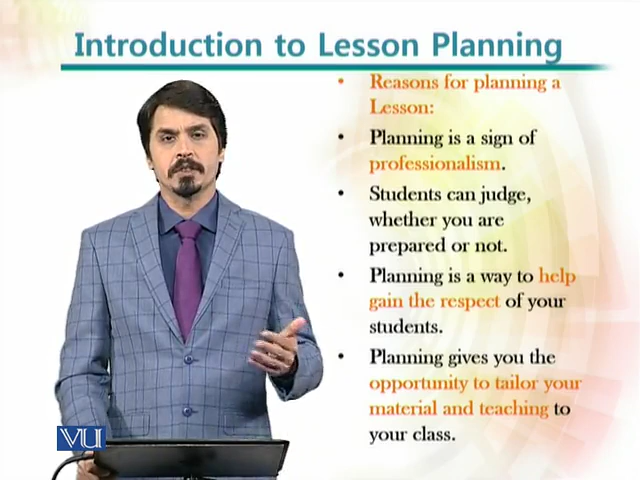 Introduction to Lesson Planning
• Reasons for planning a
Lesson:
• Planning is a sign of
professionalism.
• Students can judge,
whether you are
prepared or not.
• Planning is a way to help
gain the respect of your
students.
• Planning gives you the
opportunity to tailor your
material and teaching to
your class.
VU